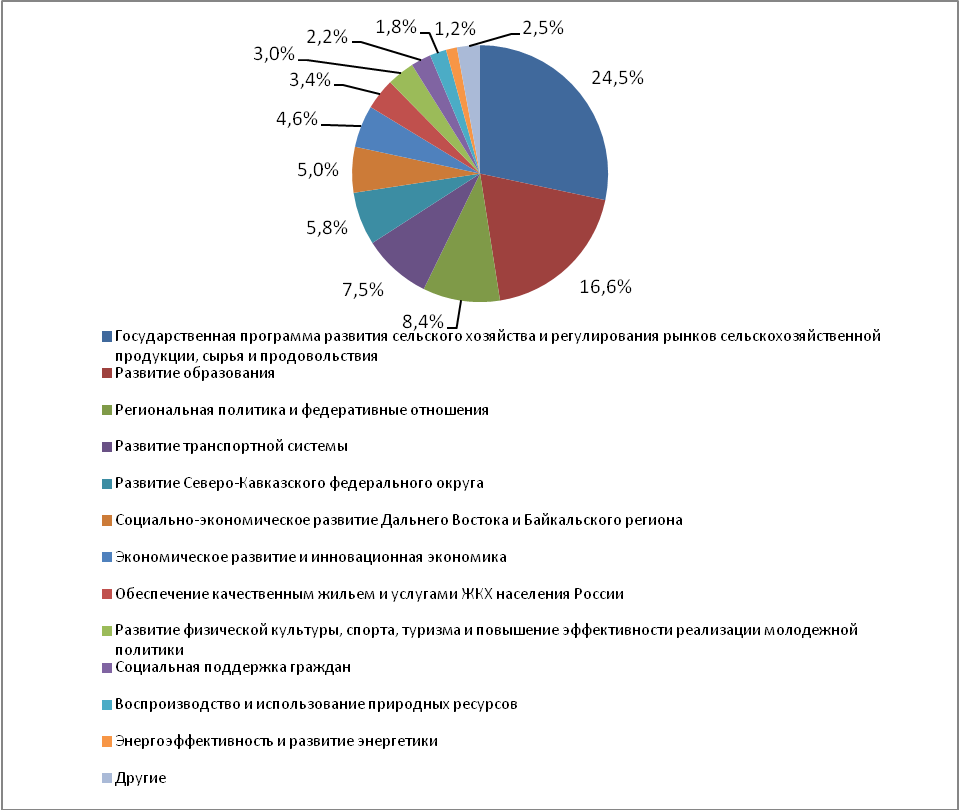 1,8%
1,2%
2,5%
2,2%
3,0%
24,5%
3,4%
4,6%
5,0%
5,8%
16,6%
7,5%
8,4%
Государственная программа развития сельского хозяйства и регулирования рынков сельскохозяйственной
продукции, сырья и продовольствия
Развитие образования
Региональная политика и федеративные отношения
Развитие транспортной системы
Развитие Северо-Кавказского федерального округа
Социально-экономическое развитие Дальнего Востока и Байкальского региона
Экономическое развитие и инновационная экономика
Обеспечение качественным жильем и услугами ЖКХ населения России
Развитие физической культуры, спорта, туризма и повышение эффективности реализации молодежной
политики
Социальная поддержка граждан
Воспроизводство и использование природных ресурсов
Энергоэффективность и развитие энергетики
Другие